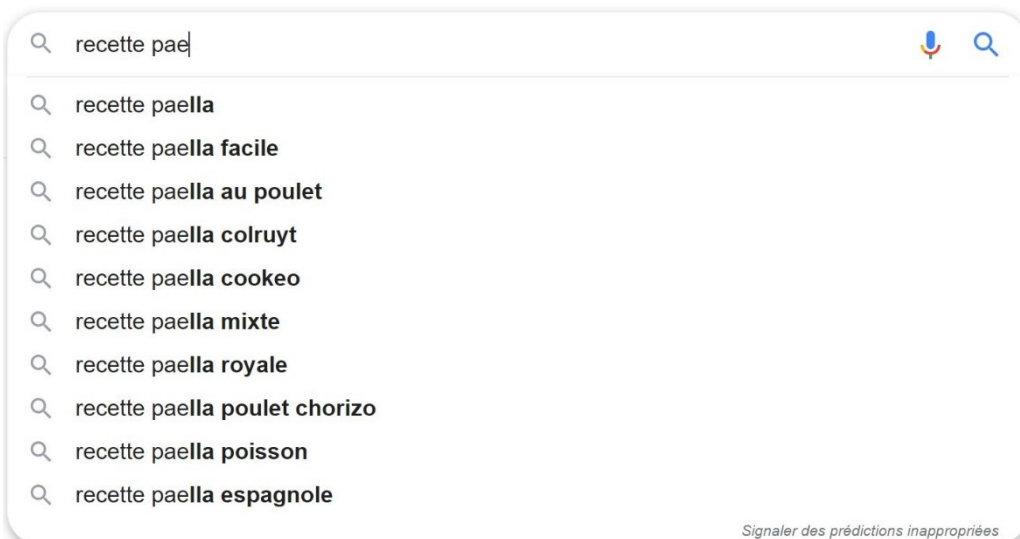 recette pae
recette paella
recette paella facile
recette paella au poulet
recette paella colruyt
recette paella cookeo
recette paella mixte
recette paella royale
recette paella poulet chorizo
recette paella poisson
recette paella espagnole
Signaler des prédictions inappropriées